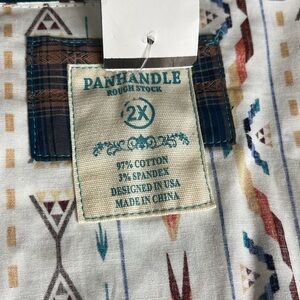 PANHANDLE
ROUGH STOCK
2X
97% COTTON
3% SPANDEX
DESIGNED IN USA
MADE IN CHINA